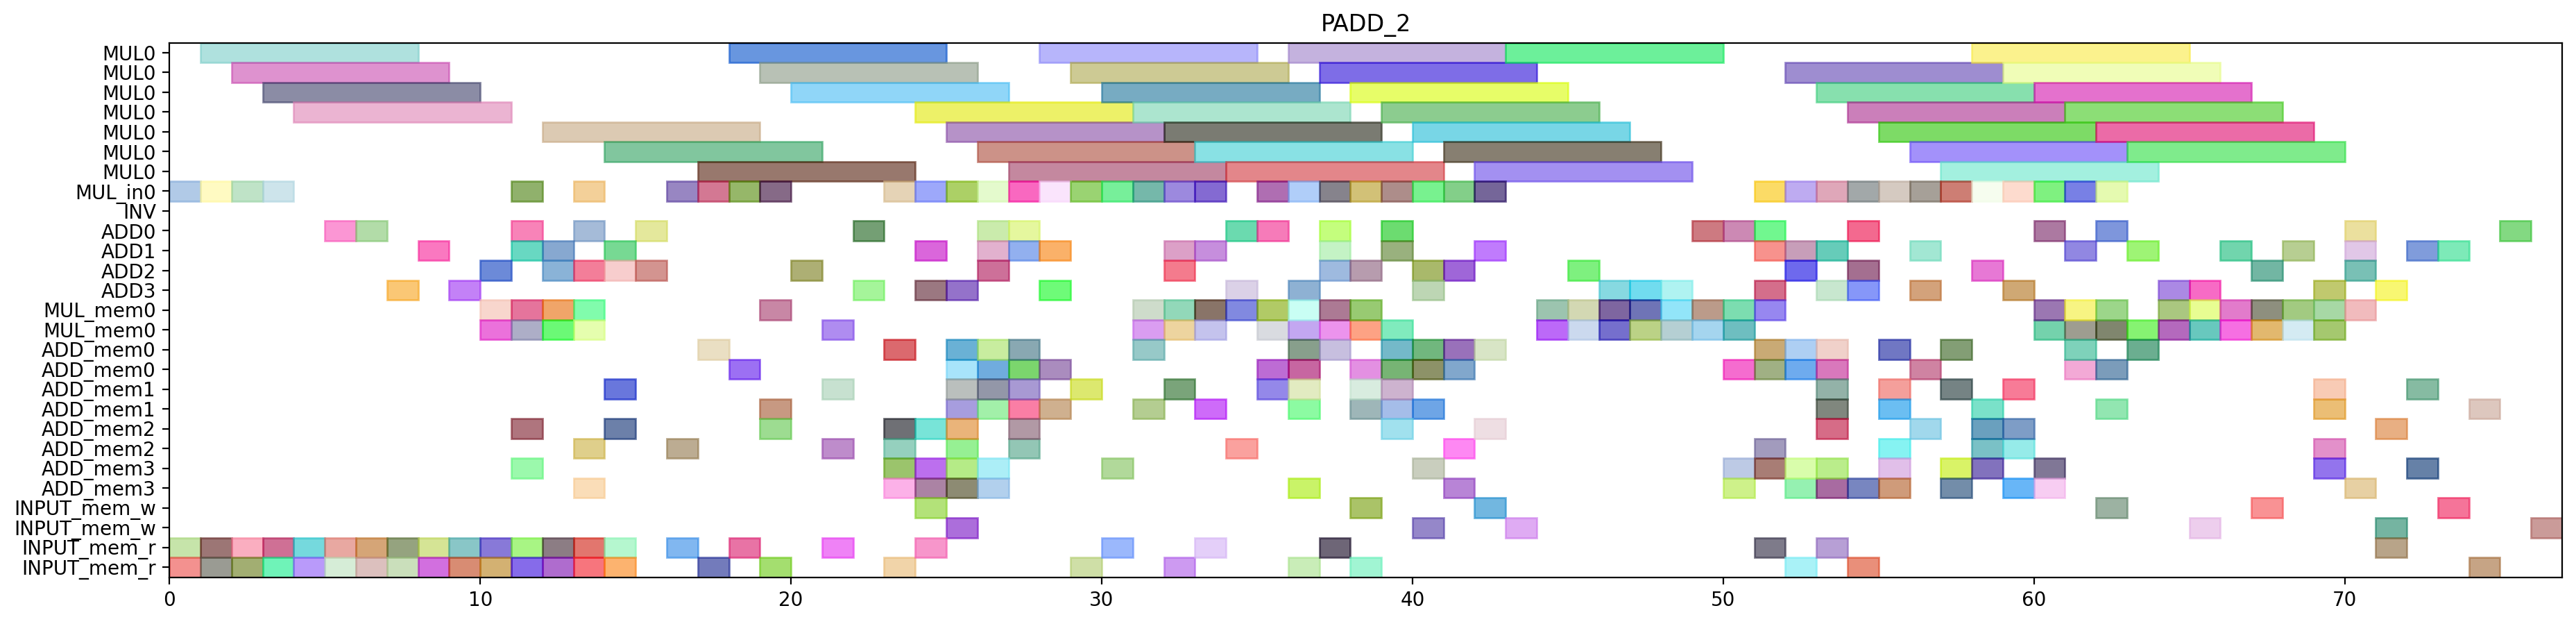 PADD_2
MUL0
MUL0
MUL0
MUL0
MUL0
MUL0
MUL0
MUL_in0
INV
ADD0
ADD1
ADD2
ADD3
MUL_mem0
MUL_mem0
ADD_mem0
ADD_mem0
ADD_mem1
ADD_mem1
ADD_mem2
ADD_mem2
ADD_mem3
ADD_mem3
INPUT_mem_w
INPUT_mem_w
INPUT_mem_r
INPUT_mem_r
0 10 20 30 40 50 60 70